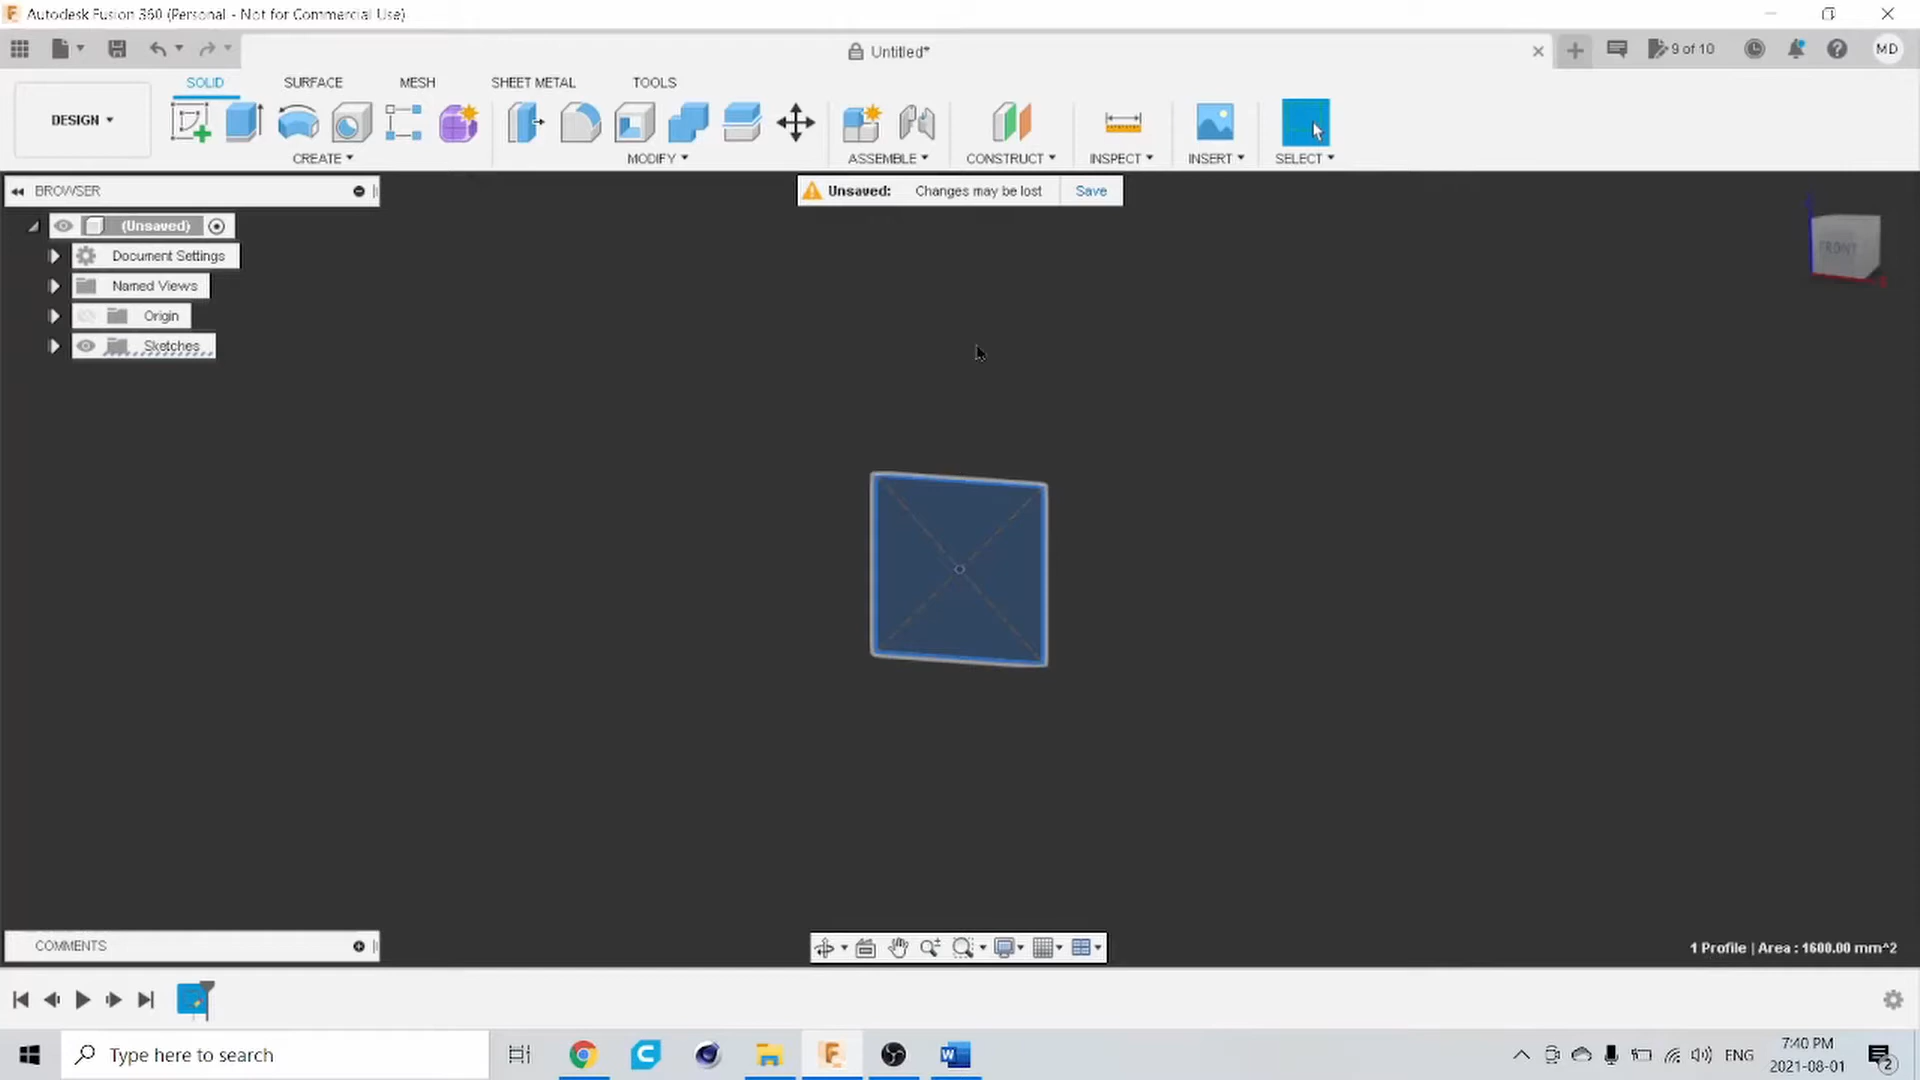 Autodesk Fusion 360 (Personal - Not for Commercial Use)
Untitled*
9 of 10
MD
SOLID SURFACE MESH SHEET METAL TOOLS
DESIGN
CREATE MODIFY ASSEMBLE CONSTRUCT INSPECT INSERT SELECT
BROWSER
Unsaved: Changes may be lost Save
(Unsaved)
FRONT
Document Settings
Named Views
Origin
Sketches
COMMENTS
1 Profile | Area : 1600.00 mm^2
Type here to search
ENG
7:40 PM
2021-08-01
2